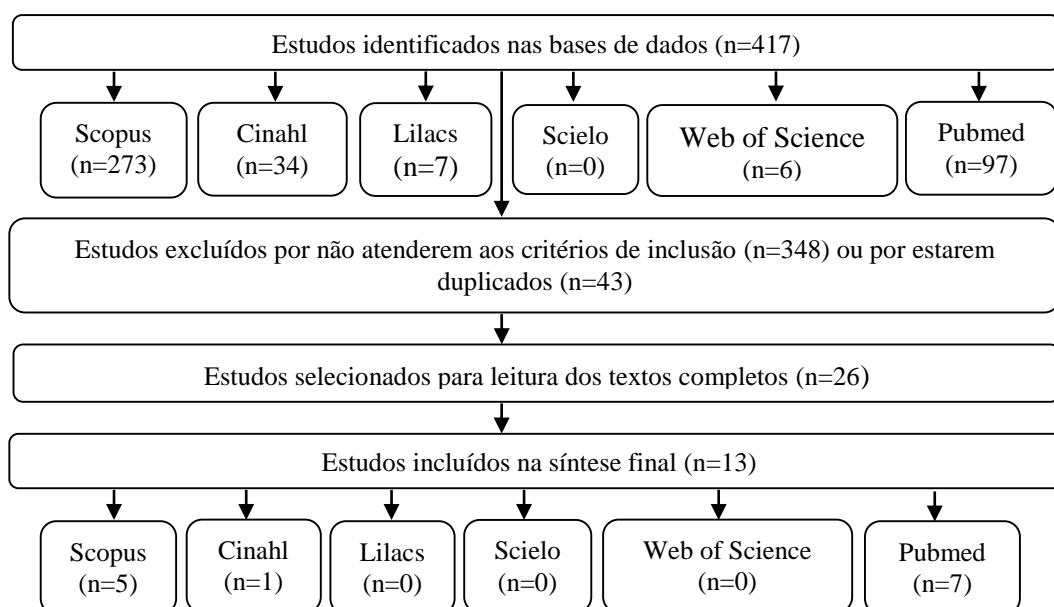 Estudos identificados nas bases de dados (n=417)
Scopus
(n=273)
Cinahl
(n=34)
Lilacs
(n=7)
Scielo
(n=0)
Web of Science
(n=6)
Pubmed
(n=97)
Estudos excluídos por não atenderem aos critérios de inclusão (n=348) ou por estarem
duplicados (n=43)
Estudos selecionados para leitura dos textos completos (n=26)
Estudos incluídos na síntese final (n=13)
Scopus
(n=5)
Cinahl
(n=1)
Lilacs
(n=0)
Scielo
(n=0)
Web of Science
(n=0)
Pubmed
(n=7)